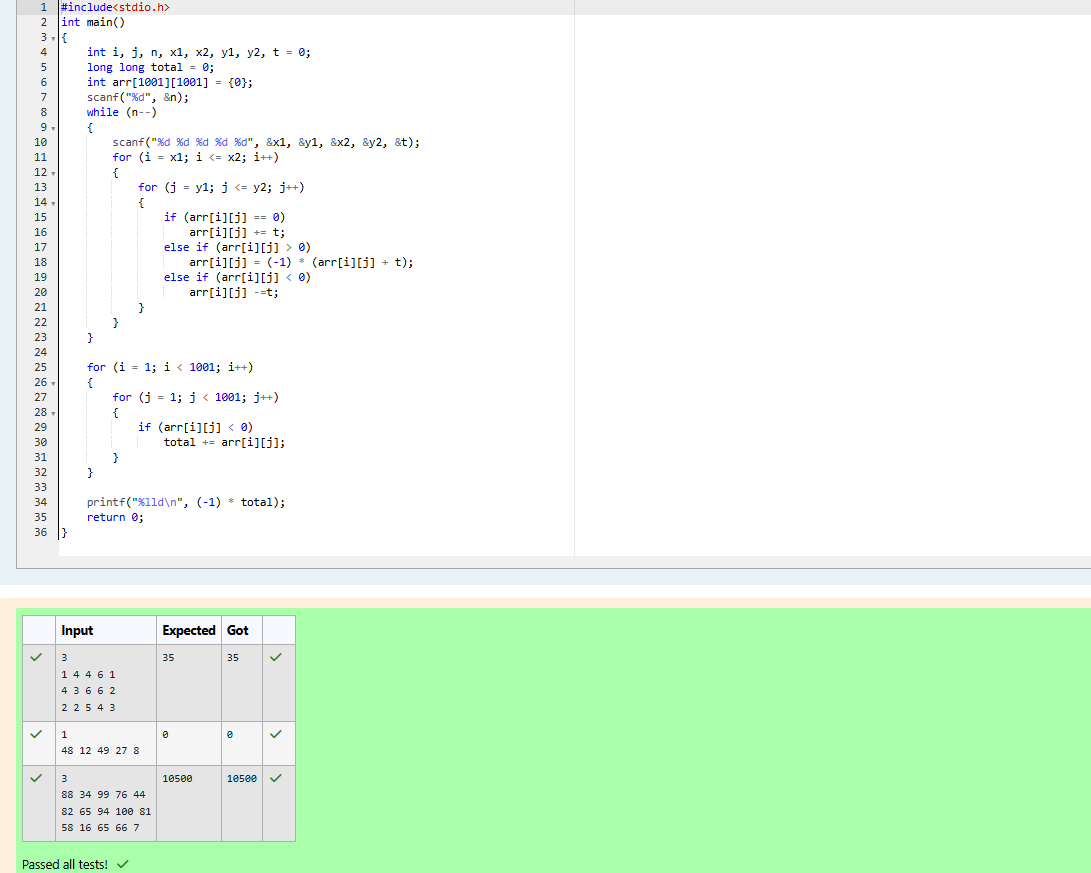 1 #include<stdio.h>
2 int main()
3 {
4     int i, j, n, x1, x2, y1, y2, t = 0;
5     long long total = 0;
6     int arr[1001][1001] = {0};
7     scanf("%d", &n);
8     while (n--)
9     {
10         scanf("%d %d %d %d %d", &x1, &y1, &x2, &y2, &t);
11         for (i = x1; i <= x2; i++)
12         {
13             for (j = y1; j <= y2; j++)
14             {
15                 if (arr[i][j] == 0)
16                     arr[i][j] += t;
17                 else if (arr[i][j] > 0)
18                     arr[i][j] = (-1) * (arr[i][j] + t);
19                 else if (arr[i][j] < 0)
20                     arr[i][j] -=t;
21             }
22         }
23     }
24
25     for (i = 1; i < 1001; i++)
26     {
27         for (j = 1; j < 1001; j++)
28         {
29             if (arr[i][j] < 0)
30                 total += arr[i][j];
31         }
32     }
33
34     printf("%lld\n", (-1) * total);
35     return 0;
36 }
Input Expected Got
3 35 35
1 4 4 6 1
4 3 6 6 2
2 2 5 4 3
1 0 0
48 12 49 27 8
3 10500 10500
88 34 99 76 44
82 65 94 100 81
58 16 65 66 7
Passed all tests!